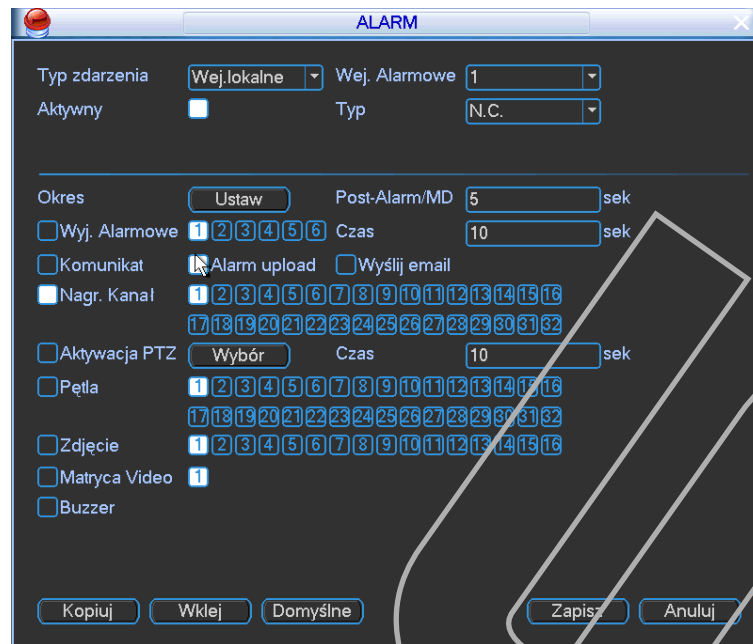 ALARM
Typ zdarzenia Wej.lokalne Wej. Alarmowe 1
Aktywny Typ N.C.
Okres Ustaw Post-Alarm/MD 5 sek
Wyj. Alarmowe 1 2 3 4 5 6 Czas 10 sek
Komunikat Alarm upload Wyślij email
Nagr. Kanał 1 2 3 4 5 6 7 8 9 10 11 12 13 14 15 16
17 18 19 20 21 22 23 24 25 26 27 28 29 30 31 32
Aktywacja PTZ Wybór Czas 10 sek
Pętla 1 2 3 4 5 6 7 8 9 10 11 12 13 14 15 16
17 18 19 20 21 22 23 24 25 26 27 28 29 30 31 32
Zdjęcie 1 2 3 4 5 6 7 8 9 10 11 12 13 14 15 16
Matryca Video 1
Buzzer
Kopiuj Wklej Domyślne Zapisz Anuluj